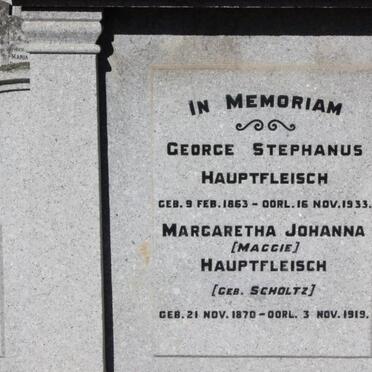 MARIA
IN MEMORIAM
GEORGE STEPHANUS
HAUPTFLEISCH
GEB. 9 FEB. 1863 - OORL. 16 NOV. 1933.
MARGARETHA JOHANNA
[MAGGIE]
HAUPTFLEISCH
[GEB. SCHOLTZ]
GEB. 21 NOV. 1870 - OORL. 3 NOV. 1919.